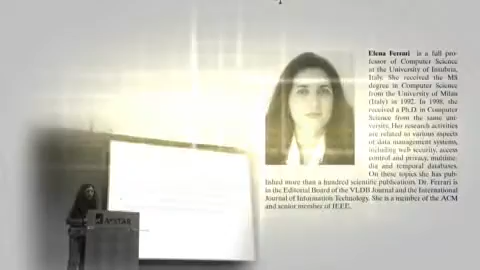 Elena Ferrari is a full pro-
fessor of Computer Science
at the University of Insubria,
Italy. She received the MS
degree in Computer Science
from the University of Milan
(Italy) in 1992. In 1998, she
received a Ph.D. in Computer
Science from the same uni-
versity. Her research activities
are related to various aspects
of data management systems,
including web security, access
control and privacy, multime-
dia and temporal databases.
On these topics she has pub-
lished more than a hundred scientific publications. Dr. Ferrari is
in the Editorial Board of the VLDB Journal and the International
Journal of Information Technology. She is a member of the ACM
and senior member of IEEE.